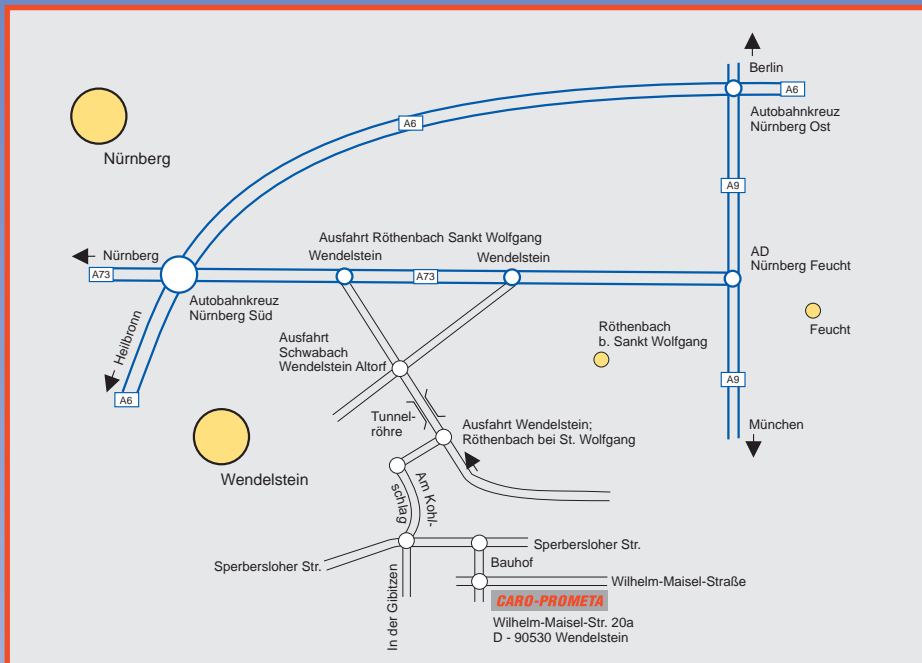 Berlin
A6
Autobahnkreuz
Nürnberg Ost
A6
Nürnberg
A9
Ausfahrt Röthenbach Sankt Wolfgang
Nürnberg
Wendelstein
Wendelstein
AD
Nürnberg Feucht
A73
A73
Autobahnkreuz
Nürnberg Süd
Heilbronn
Ausfahrt
Schwabach
Wendelstein Altorf
Röthenbach
b. Sankt Wolfgang
Feucht
A6
A9
Tunnel-
röhre
Ausfahrt Wendelstein;
Röthenbach bei St. Wolfgang
München
Wendelstein
Am Kohl-
schlag
Sperbersloher Str.
Sperbersloher Str.
Bauhof
In der Gibitzen
Wilhelm-Maisel-Straße
CARO-PROMETA
Wilhelm-Maisel-Str. 20a
D - 90530 Wendelstein